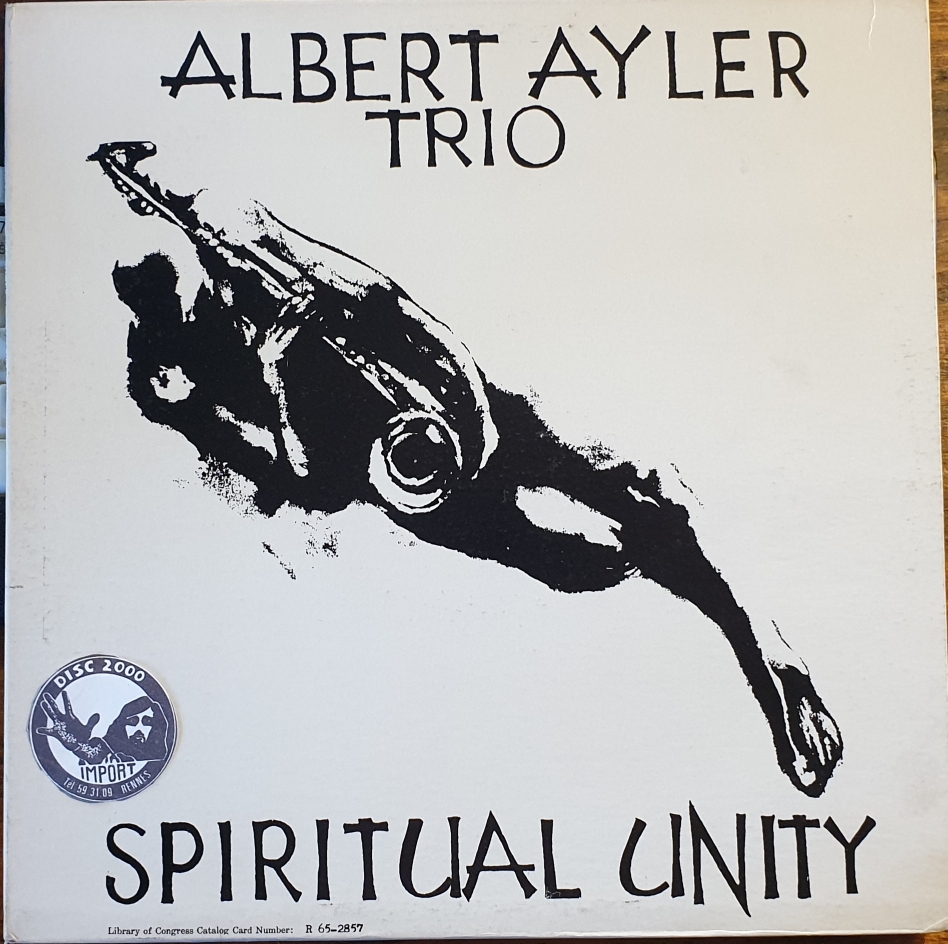 ALBERT AYLER
TRIO
DISC 2000
IMPORT
Tel 59 31 09 RENNES
SPIRITUAL UNITY
Library of Congress Catalog Card Number: R 65-2857